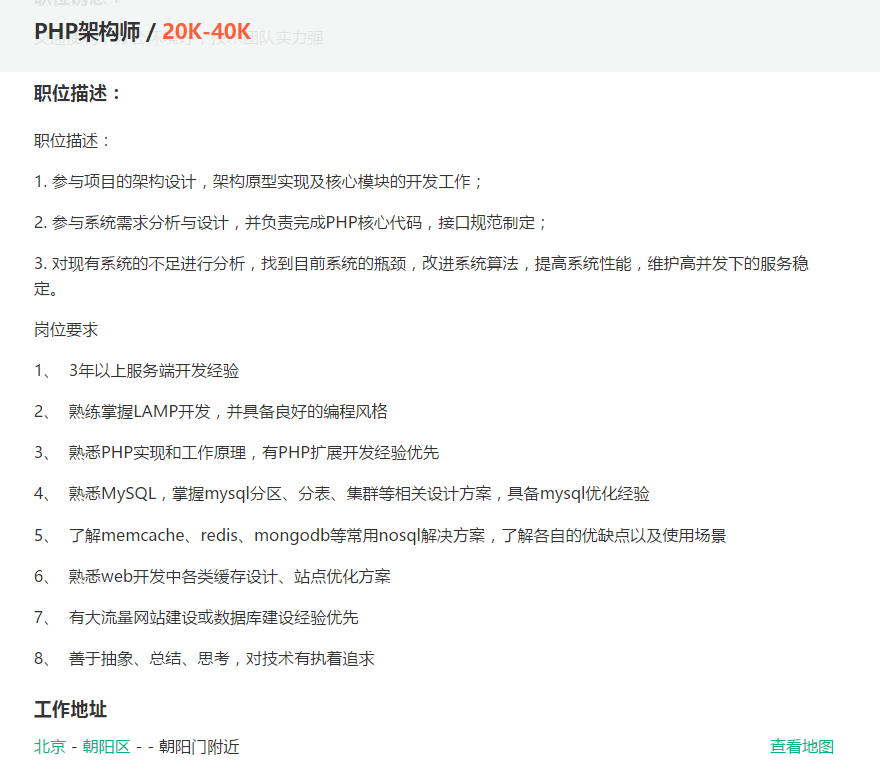 PHP架构师 / 20K-40K
职位描述：
职位描述：
1. 参与项目的架构设计，架构原型实现及核心模块的开发工作；
2. 参与系统需求分析与设计，并负责完成PHP核心代码，接口规范制定；
3. 对现有系统的不足进行分析，找到目前系统的瓶颈，改进系统算法，提高系统性能，维护高并发下的服务稳
定。
岗位要求
1、 3年以上服务端开发经验
2、 熟练掌握LAMP开发，并具备良好的编程风格
3、 熟悉PHP实现和工作原理，有PHP扩展开发经验优先
4、 熟悉MySQL，掌握mysql分区、分表、集群等相关设计方案，具备mysql优化经验
5、 了解memcache、redis、mongodb等常用nosql解决方案，了解各自的优缺点以及使用场景
6、 熟悉web开发中各类缓存设计、站点优化方案
7、 有大流量网站建设或数据库建设经验优先
8、 善于抽象、总结、思考，对技术有执着追求
工作地址
北京 - 朝阳区 - - 朝阳门附近 查看地图